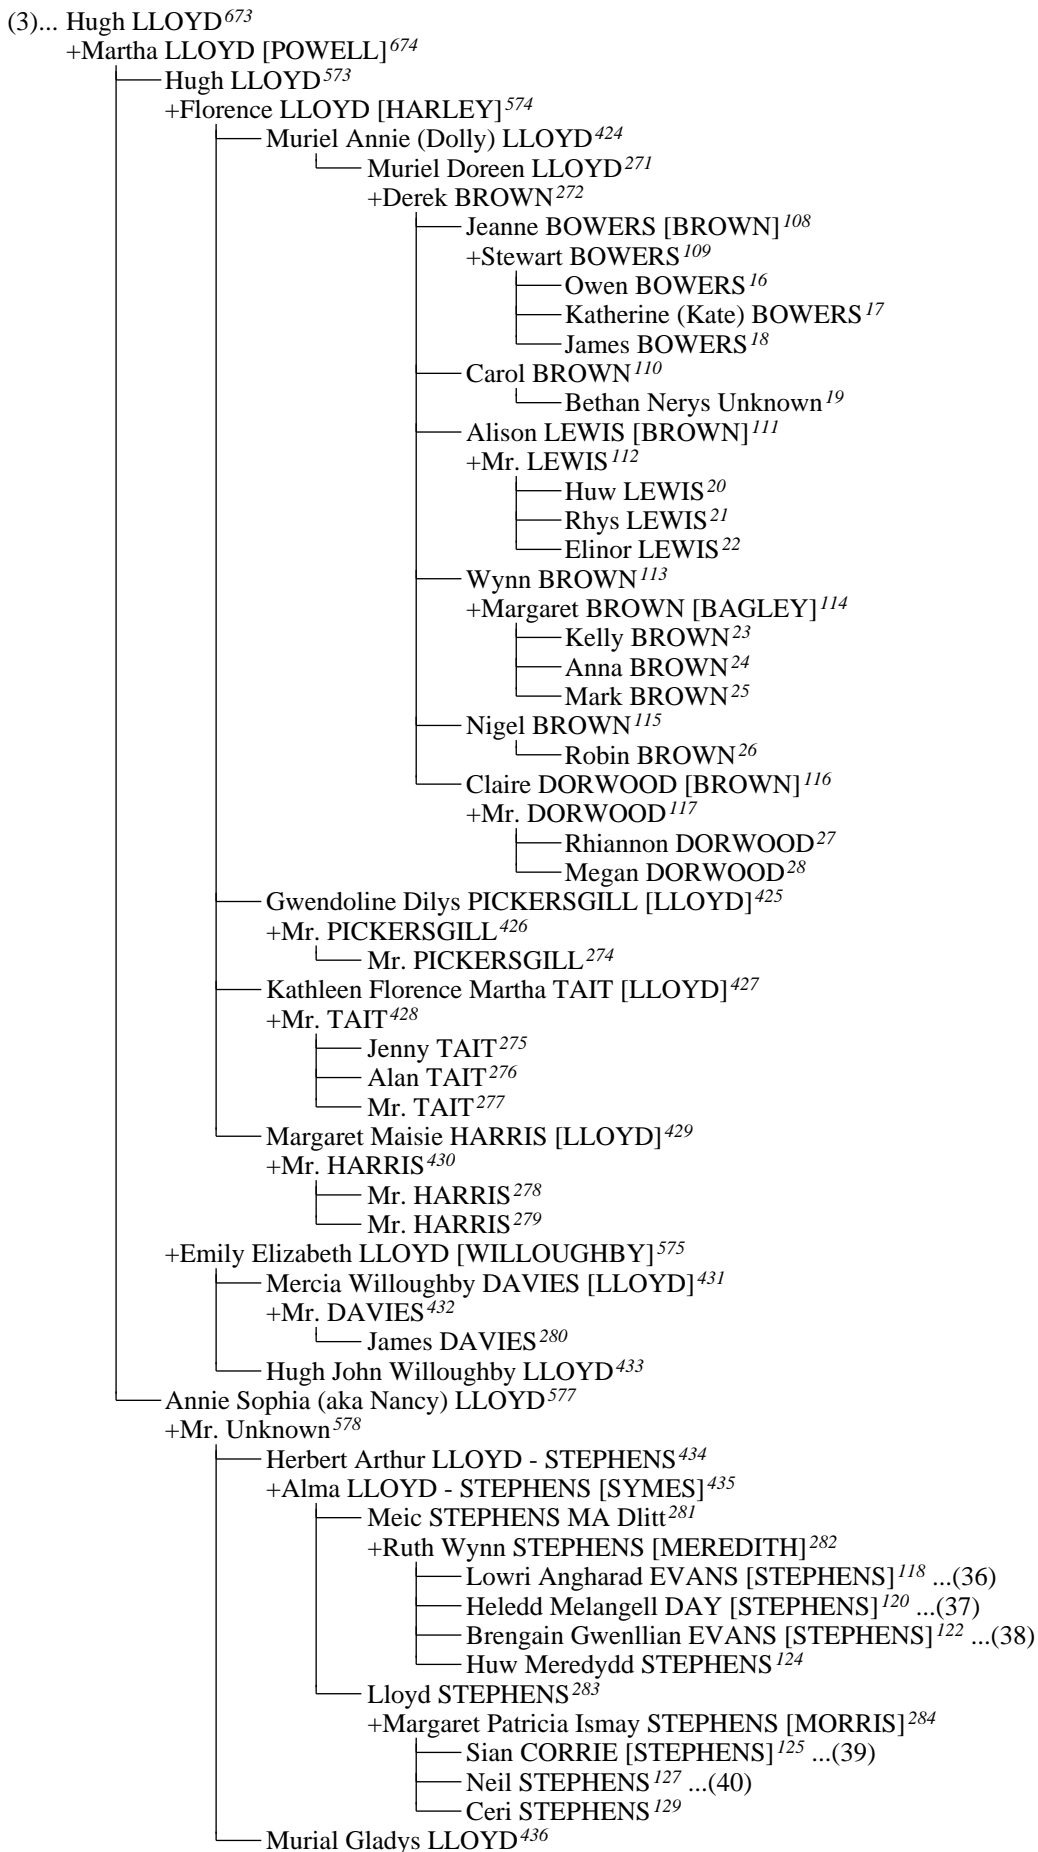 (3)... Hugh LLOYD673
+Martha LLOYD [POWELL]674
Hugh LLOYD573
+Florence LLOYD [HARLEY]574
Muriel Annie (Dolly) LLOYD424
Muriel Doreen LLOYD271
+Derek BROWN272
Jeanne BOWERS [BROWN]108
+Stewart BOWERS109
Owen BOWERS16
Katherine (Kate) BOWERS17
James BOWERS18
Carol BROWN110
Bethan Nerys Unknown19
Alison LEWIS [BROWN]111
+Mr. LEWIS112
Huw LEWIS20
Rhys LEWIS21
Elinor LEWIS22
Wynn BROWN113
+Margaret BROWN [BAGLEY]114
Kelly BROWN23
Anna BROWN24
Mark BROWN25
Nigel BROWN115
Robin BROWN26
Claire DORWOOD [BROWN]116
+Mr. DORWOOD117
Rhiannon DORWOOD27
Megan DORWOOD28
Gwendoline Dilys PICKERSGILL [LLOYD]425
+Mr. PICKERSGILL426
Mr. PICKERSGILL274
Kathleen Florence Martha TAIT [LLOYD]427
+Mr. TAIT428
Jenny TAIT275
Alan TAIT276
Mr. TAIT277
Margaret Maisie HARRIS [LLOYD]429
+Mr. HARRIS430
Mr. HARRIS278
Mr. HARRIS279
+Emily Elizabeth LLOYD [WILLOUGHBY]575
Mercia Willoughby DAVIES [LLOYD]431
+Mr. DAVIES432
James DAVIES280
Hugh John Willoughby LLOYD433
Annie Sophia (aka Nancy) LLOYD577
+Mr. Unknown578
Herbert Arthur LLOYD - STEPHENS434
+Alma LLOYD - STEPHENS [SYMES]435
Meic STEPHENS MA Dlitt281
+Ruth Wynn STEPHENS [MEREDITH]282
Lowri Angharad EVANS [STEPHENS]118 ...(36)
Heledd Melangell DAY [STEPHENS]120 ...(37)
Brengain Gwenllian EVANS [STEPHENS]122 ...(38)
Huw Meredydd STEPHENS124
Lloyd STEPHENS283
+Margaret Patricia Ismay STEPHENS [MORRIS]284
Sian CORRIE [STEPHENS]125 ...(39)
Neil STEPHENS127 ...(40)
Ceri STEPHENS129
Murial Gladys LLOYD436